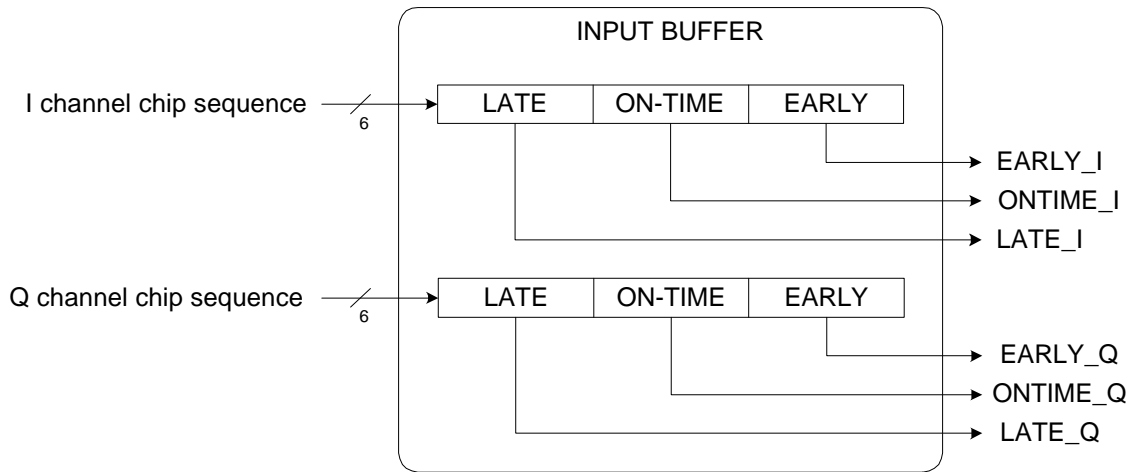 INPUT BUFFER
I channel chip sequence
6
LATE
ON-TIME
EARLY
EARLY_I
ONTIME_I
LATE_I
Q channel chip sequence
6
LATE
ON-TIME
EARLY
EARLY_Q
ONTIME_Q
LATE_Q